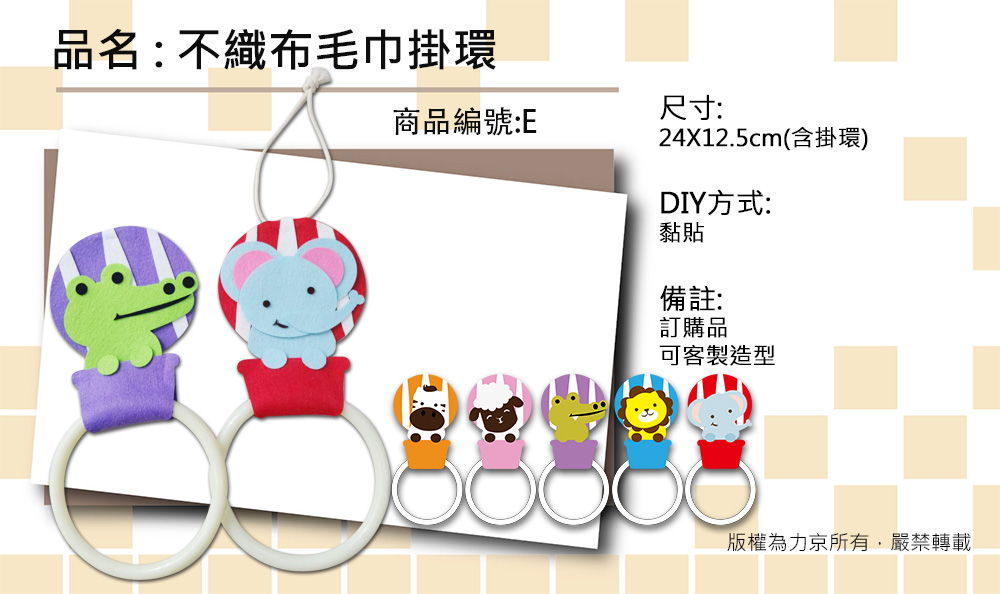 品名 : 不織布毛巾掛環
商品編號:E
尺寸:
24X12.5cm(含掛環)
DIY方式:
黏貼
備註:
訂購品
可客製造型
版權為力京所有，嚴禁轉載